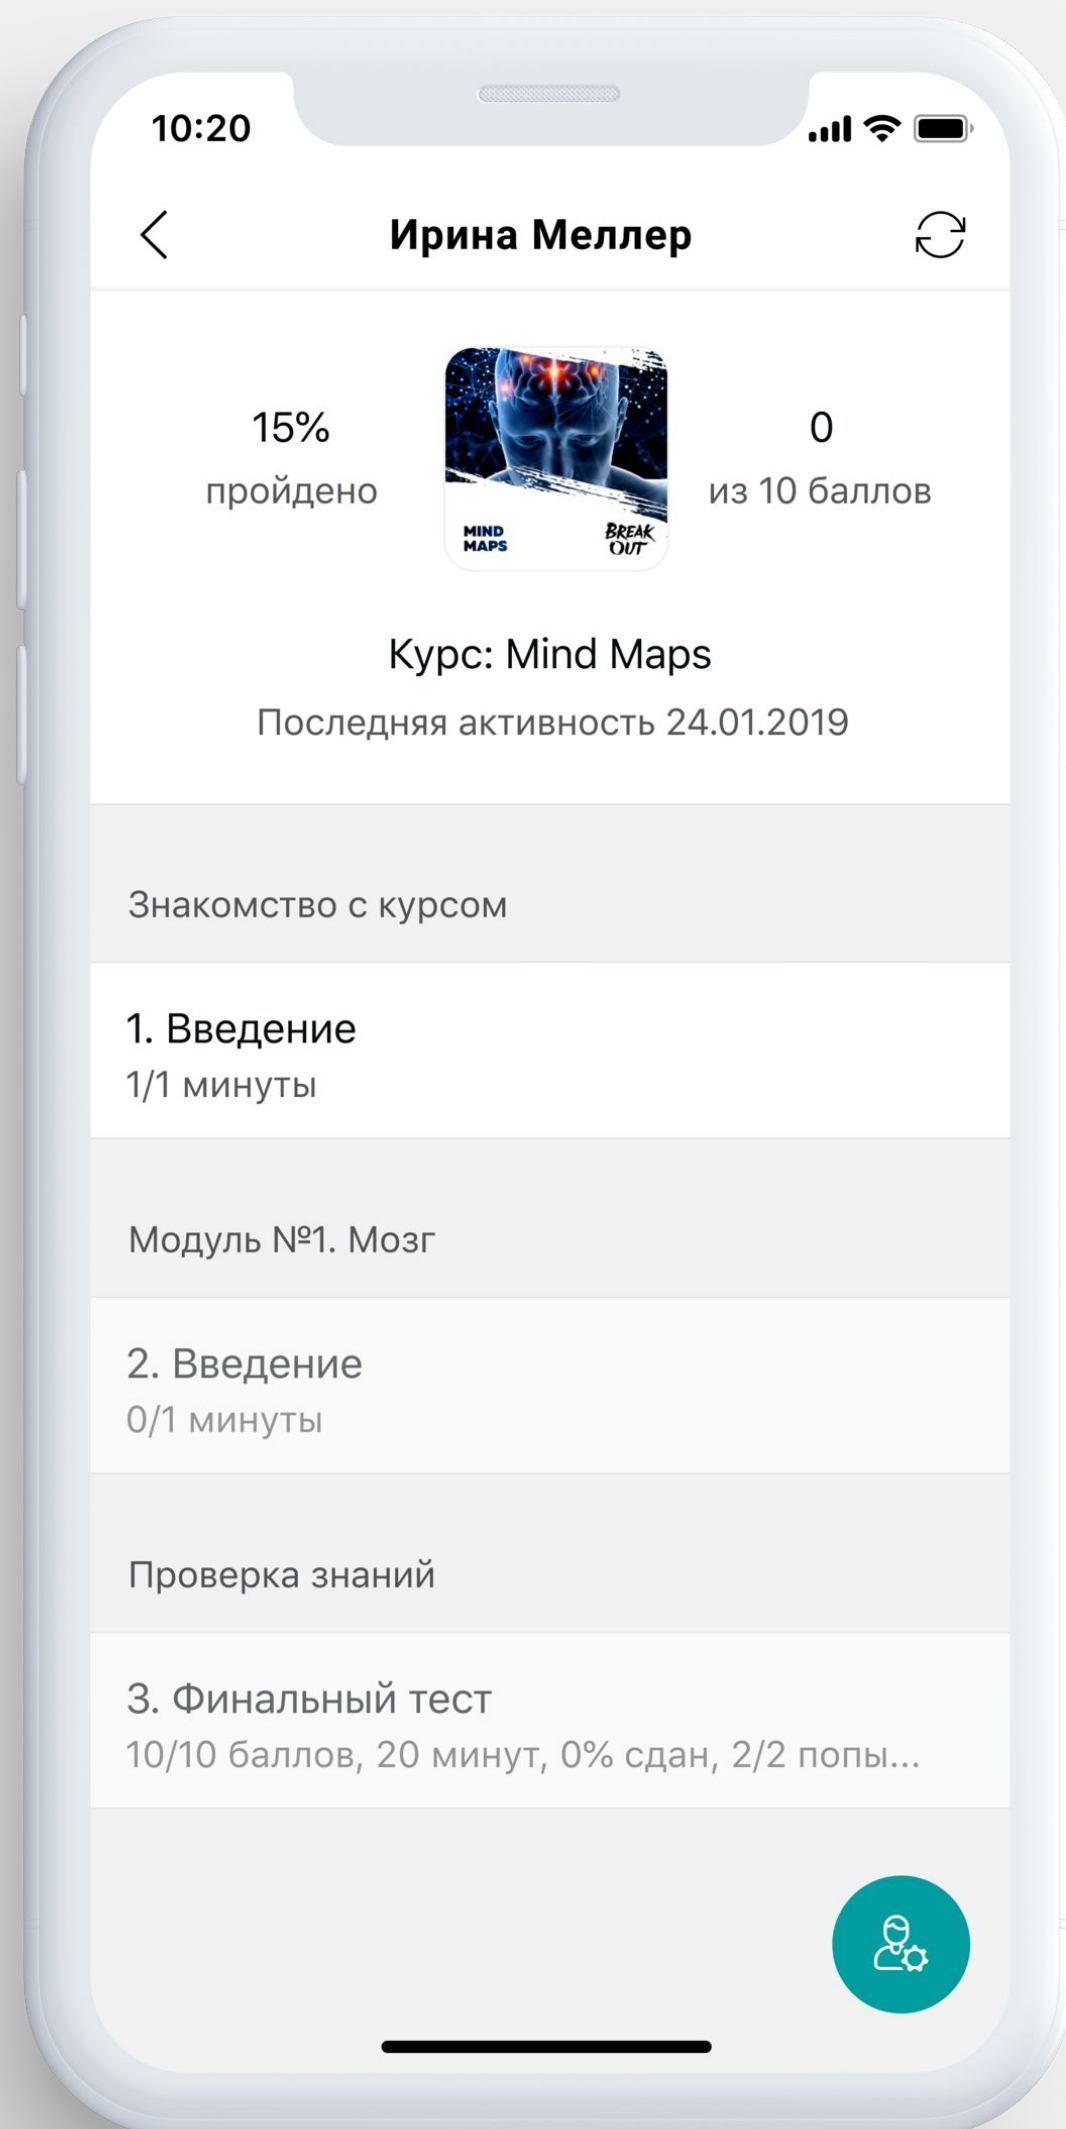 10:20
Ирина Меллер
15%
пройдено
MIND
MAPS
BREAK
OUT
0
из 10 баллов
Курс: Mind Maps
Последняя активность 24.01.2019
Знакомство с курсом
1. Введение
1/1 минуты
Модуль №1. Мозг
2. Введение
0/1 минуты
Проверка знаний
3. Финальный тест
10/10 баллов, 20 минут, 0% сдан, 2/2 попы...